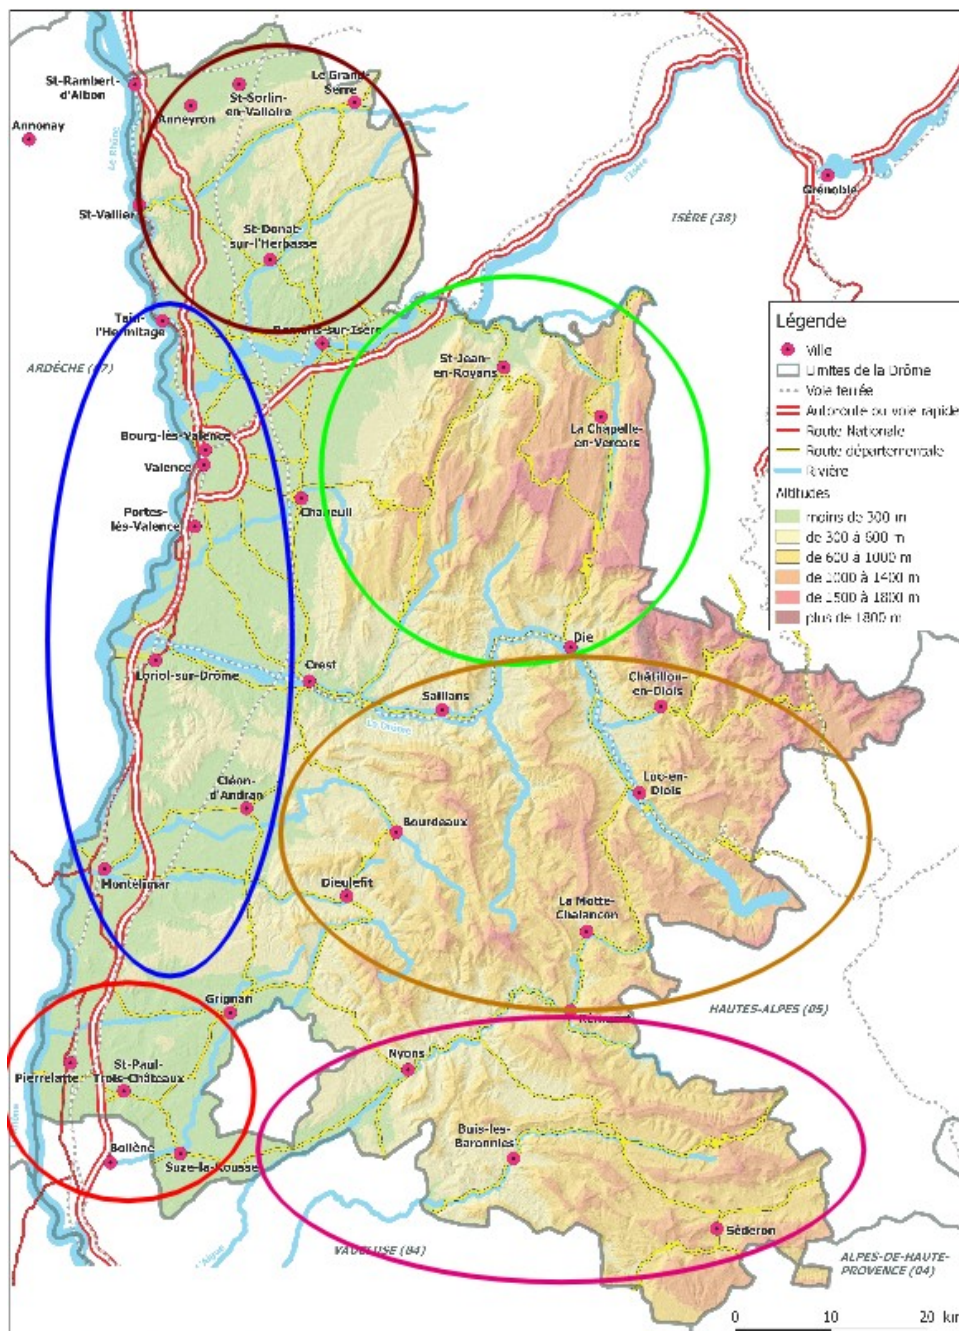 St-Rambert-
d'Albon
Annonay
Anneyron
St-Sorlin-
en-Valloire
Le Grand-
Serre
Le Rhône
St-Vallier
St-Donat-
sur-l'Herbasse
l'Isère
Grenoble
ISÈRE (38)
Tain-
l'Hermitage
Romans-sur-Isère
ARDÈCHE (07)
St-Jean-
en-Royans
La Chapelle-
en-Vercors
Bourg-lès-Valence
Valence
Portes-
lès-Valence
Chabeuil
Légende
Ville
Limites de la Drôme
Voie ferrée
Autoroute ou voie rapide
Route Nationale
Route départementale
Rivière
Altitudes
moins de 300 m
de 300 à 600 m
de 600 à 1000 m
de 1000 à 1400 m
de 1500 à 1800 m
plus de 1800 m
Die
Loriol-sur-Drôme
Crest
Saillans
La Drôme
Châtillon-
en-Diois
Luc-en-
Diois
Cléon-
d'Andran
Bourdeaux
Montélimar
Dieulefit
La Motte-
Chalancon
Grignan
Rémuzat
HAUTES-ALPES (05)
Pierrelatte
St-Paul-
Trois-Châteaux
Nyons
Buis-les-
Baronnies
Bollène
Suze-la-Rousse
Séderon
VAUCLUSE (84)
ALPES-DE-HAUTE-
PROVENCE (04)
0 10 20 km